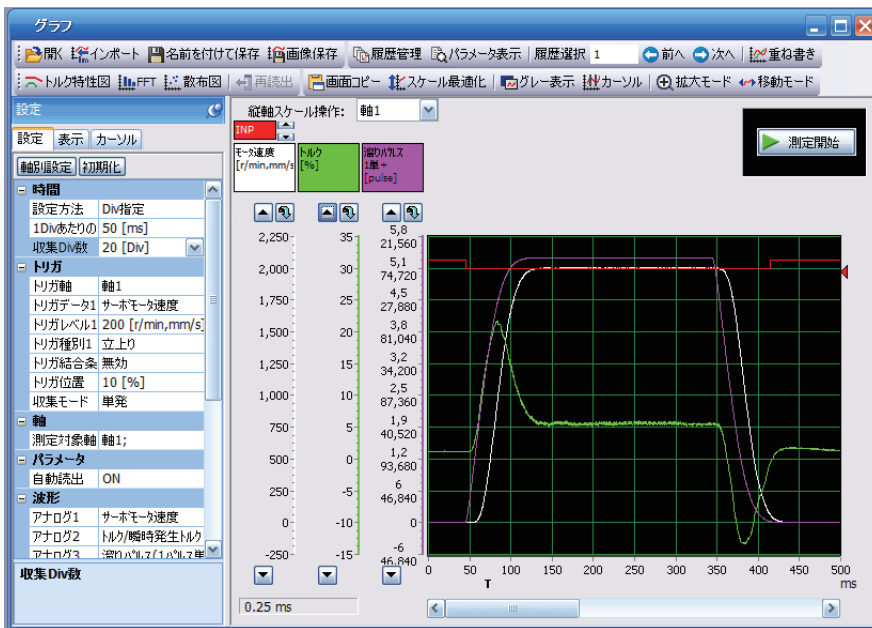 グラフ
開く インポート 名前を付けて保存 画像保存 履歴管理 パラメータ表示 履歴選択 1 前へ 次へ 重ね書き
トルク特性図 FFT 散布図 再読出 画面コピー スケール最適化 グレー表示 カーソル 拡大モード 移動モード
設定
設定 表示 カーソル
軸別設定 初期化
時間
設定方法 Div指定
1Divあたりの 50 [ms]
収集Div数 20 [Div]
トリガ
トリガ軸 軸1
トリガデータ1 サーボモータ速度
トリガレベル1 200 [r/min,mm/s]
トリガ種別1 立上り
トリガ結合条 無効
トリガ位置 10 [%]
収集モード 単発
軸
測定対象軸 軸1;
パラメータ
自動読出 ON
波形
アナログ1 サーボモータ速度
アナログ2 トルク/瞬時発生トルク
アナログ3 溜りパルス(1パルス単
収集Div数
縦軸スケール操作: 軸1
INP
モータ速度
[r/min,mm/s
トルク
[%]
溜りパルス
1単+
[pulse]
測定開始
2,250
2,000
1,750
1,500
1,250
1,000
750
500
250
0
-250
35
30
25
20
15
10
5
0
-5
-10
-15
5,8
21,560
5,1
74,720
4,5
27,880
3,8
81,040
3,2
34,200
2,5
87,360
1,9
40,520
1,2
93,680
6
46,840
0
-6
46,840
0 50 100 150 200 250 300 350 400 450 500
T
ms
0.25 ms